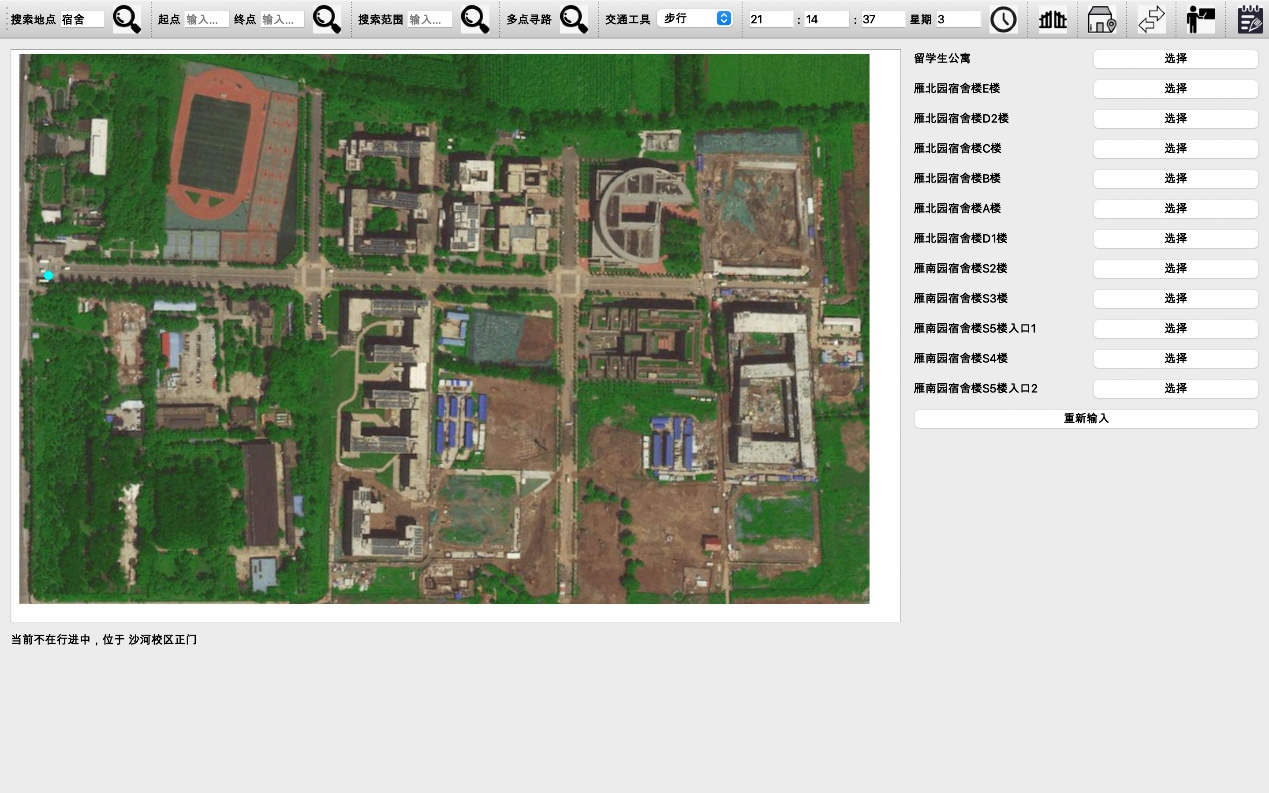 搜索地点 宿舍 起点 输入... 终点 输入... 搜索范围 输入... 多点寻路 交通工具 步行 21 : 14 : 37 星期 3
留学生公寓 选择
雁北园宿舍楼E楼 选择
雁北园宿舍楼D2楼 选择
雁北园宿舍楼C楼 选择
雁北园宿舍楼B楼 选择
雁北园宿舍楼A楼 选择
雁北园宿舍楼D1楼 选择
雁南园宿舍楼S2楼 选择
雁南园宿舍楼S3楼 选择
雁南园宿舍楼S5楼入口1 选择
雁南园宿舍楼S4楼 选择
雁南园宿舍楼S5楼入口2 选择
重新输入
当前不在行进中，位于 沙河校区正门